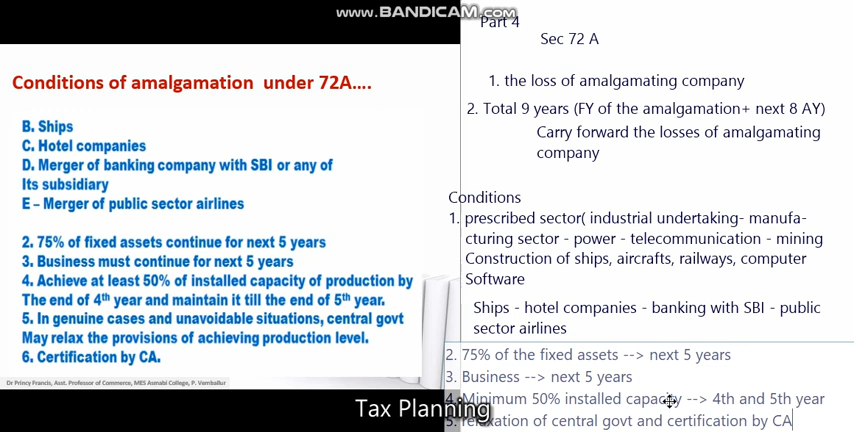 www.BANDICAM.com
Conditions of amalgamation under 72A....
B. Ships
C. Hotel companies
D. Merger of banking company with SBI or any of
Its subsidiary
E – Merger of public sector airlines
2. 75% of fixed assets continue for next 5 years
3. Business must continue for next 5 years
4. Achieve at least 50% of installed capacity of production by
The end of 4th year and maintain it till the end of 5th year.
5. In genuine cases and unavoidable situations, central govt
May relax the provisions of achieving production level.
6. Certification by CA.
Dr Princy Francis, Asst. Professor of Commerce, MES Asmabi College, P. Vemballur
Part 4
Sec 72 A
1. the loss of amalgamating company
2. Total 9 years (FY of the amalgamation+ next 8 AY)
Carry forward the losses of amalgamating
company
Conditions
1. prescribed sector( industrial undertaking- manufa-
cturing sector - power - telecommunication - mining
Construction of ships, aircrafts, railways, computer
Software
Ships - hotel companies - banking with SBI - public
sector airlines
2. 75% of the fixed assets --> next 5 years
3. Business --> next 5 years
4. Minimum 50% installed capacity --> 4th and 5th year
5. relaxation of central govt and certification by CA
Tax Planning